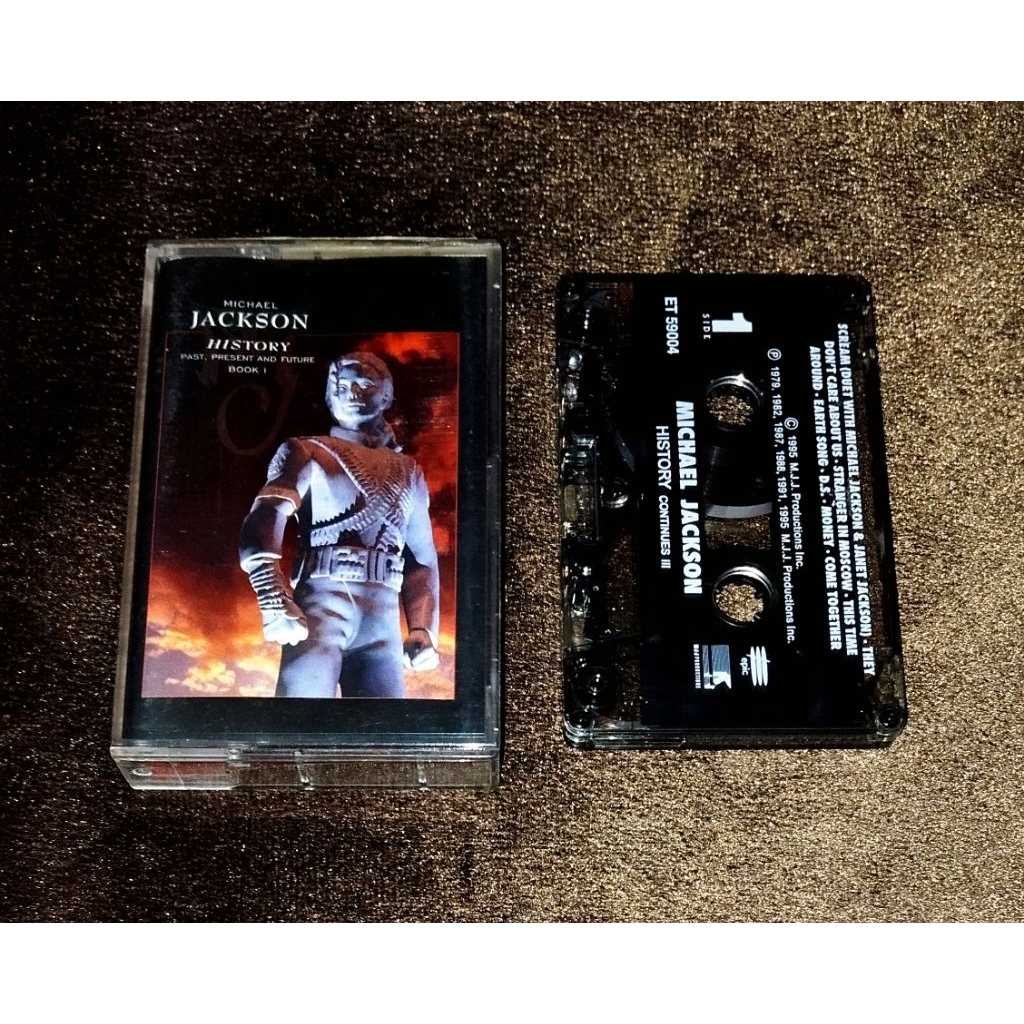 MICHAEL
JACKSON
HISTORY
PAST, PRESENT AND FUTURE
BOOK I
SCREAM (DUET WITH MICHAEL JACKSON & JANET JACKSON) · THEY
DON'T CARE ABOUT US · STRANGER IN MOSCOW · THIS TIME
AROUND · EARTH SONG · D.S. · MONEY · COME TOGETHER
© 1995 M.J.J. Productions Inc.
℗ 1979, 1982, 1987, 1988, 1991, 1995 M.J.J. Productions Inc.
1
SIDE
ET 59004
MICHAEL JACKSON
HISTORY CONTINUES III
epic